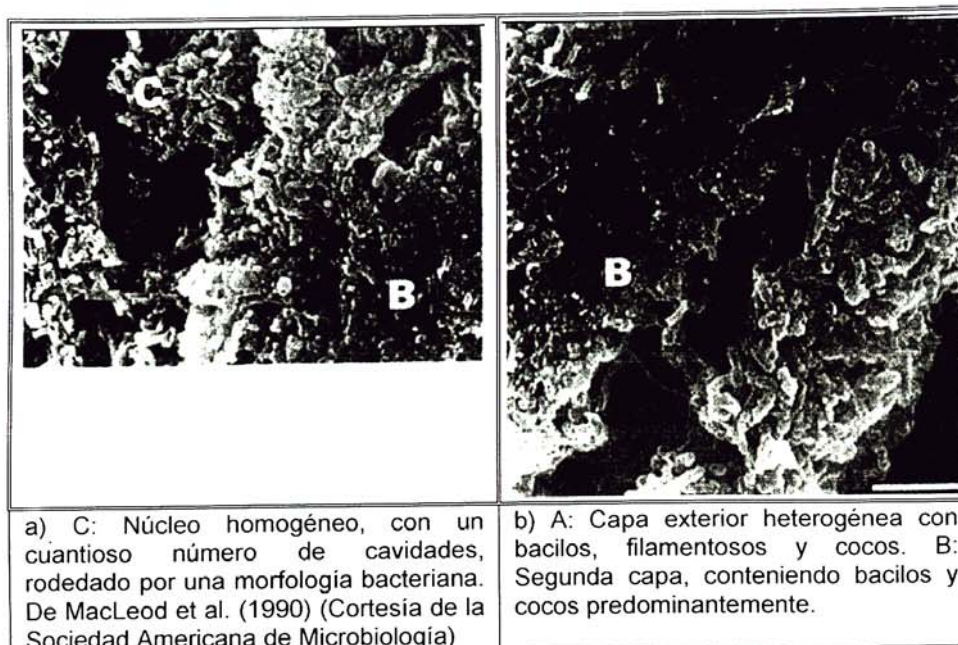 C
B
B
a) C: Núcleo homogéneo, con un
cuantioso número de cavidades,
rodedado por una morfología bacteriana.
De MacLeod et al. (1990) (Cortesía de la
Sociedad Americana de Microbiología)
b) A: Capa exterior heterogénea con
bacilos, filamentosos y cocos. B:
Segunda capa, conteniendo bacilos y
cocos predominantemente.